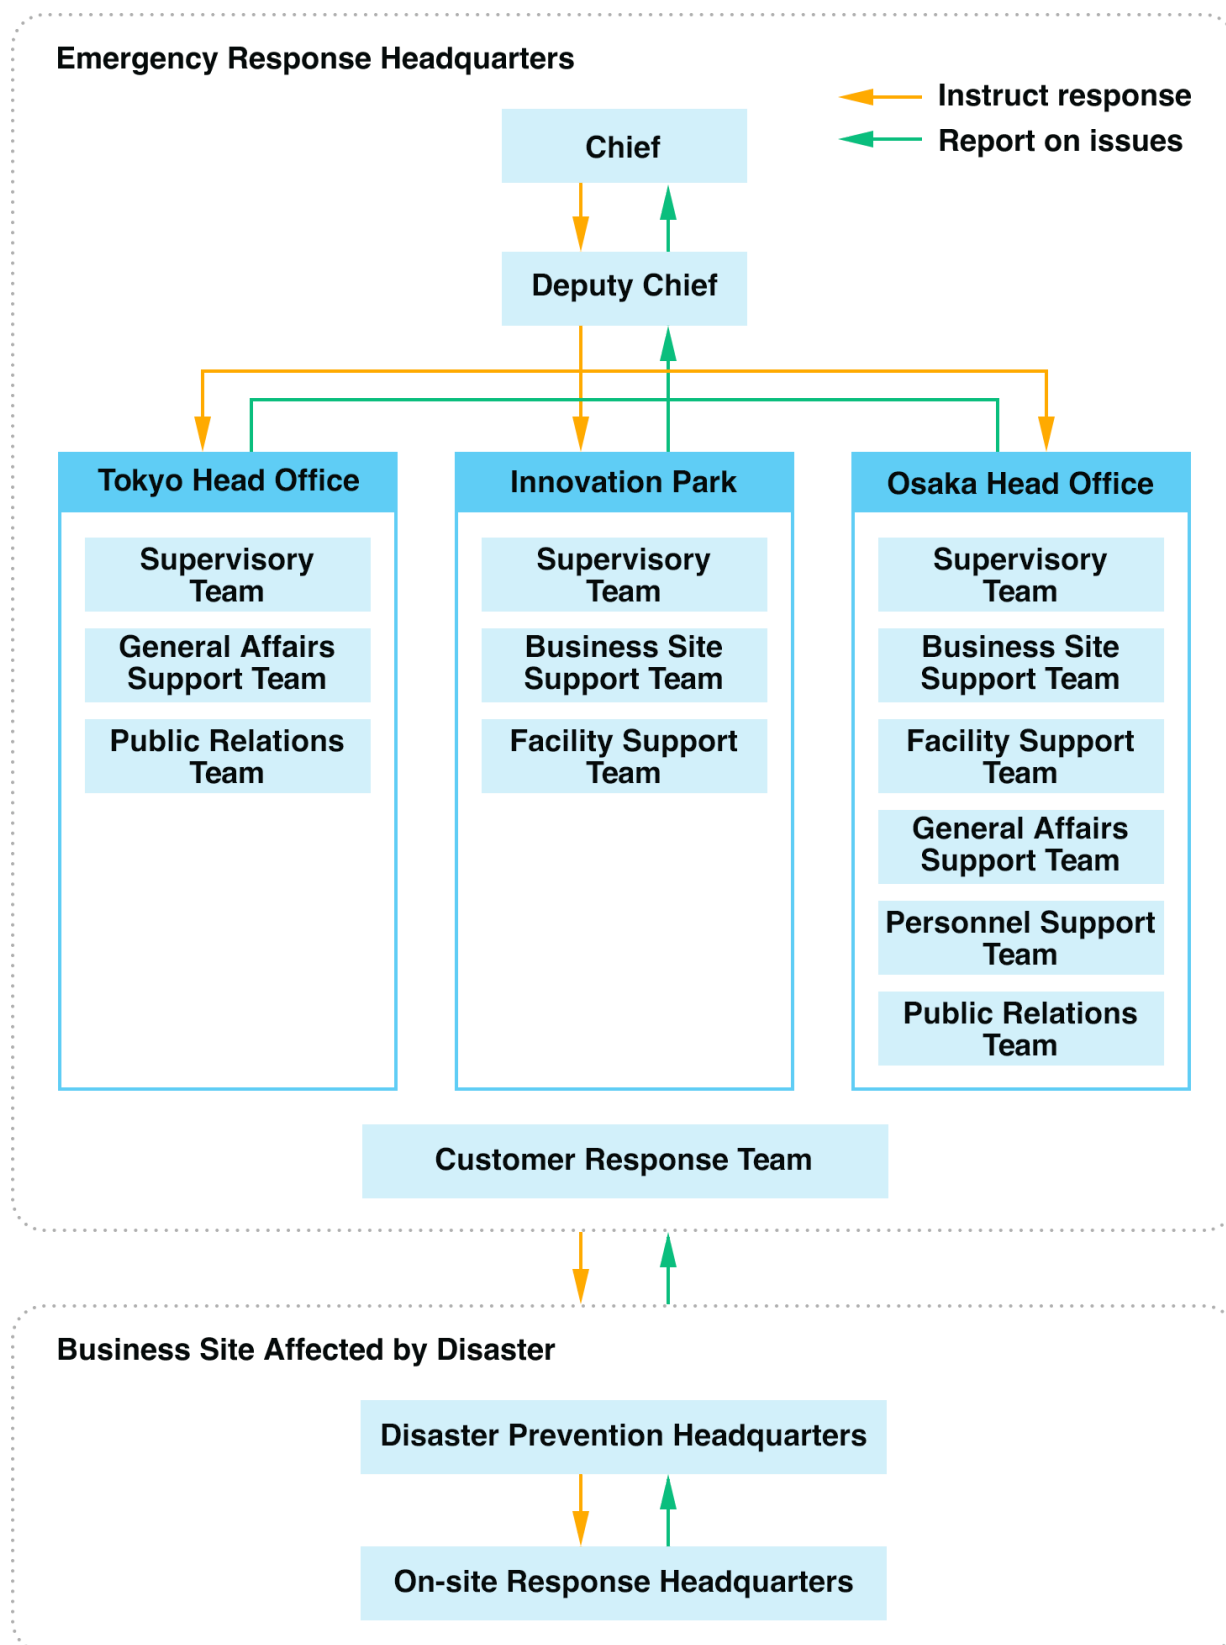 Emergency Response Headquarters
Instruct response
Report on issues
Chief
Deputy Chief
Tokyo Head Office
Supervisory
Team
General Affairs
Support Team
Public Relations
Team
Innovation Park
Supervisory
Team
Business Site
Support Team
Facility Support
Team
Osaka Head Office
Supervisory
Team
Business Site
Support Team
Facility Support
Team
General Affairs
Support Team
Personnel Support
Team
Public Relations
Team
Customer Response Team
Business Site Affected by Disaster
Disaster Prevention Headquarters
On-site Response Headquarters